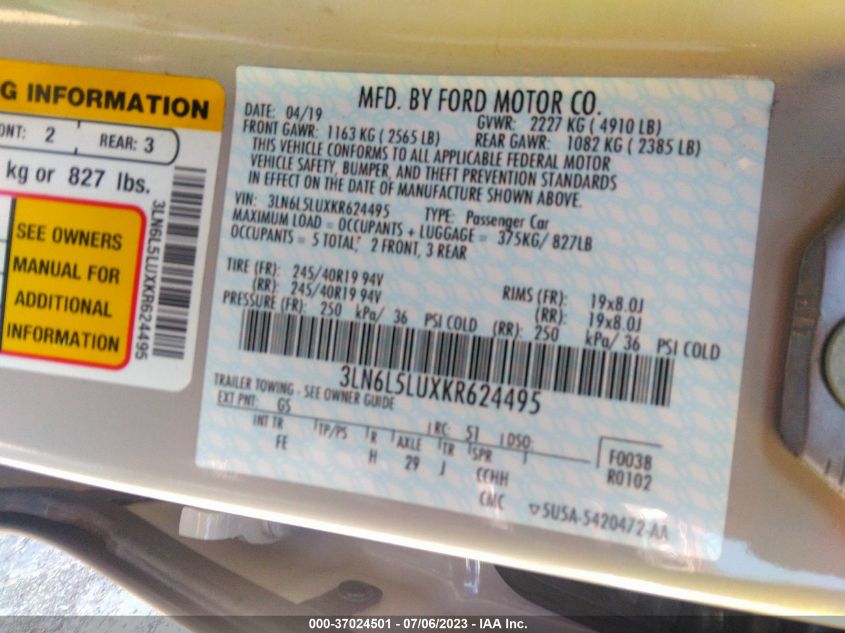 G INFORMATION
ONT: 2 REAR: 3
kg or 827 lbs.
SEE OWNERS
MANUAL FOR
ADDITIONAL
INFORMATION
3LN6L5LUXKR624495
MFD. BY FORD MOTOR CO.
DATE: 04/19 GVWR: 2227 KG ( 4910 LB)
FRONT GAWR: 1163 KG ( 2565 LB) REAR GAWR: 1082 KG ( 2385 LB)
THIS VEHICLE CONFORMS TO ALL APPLICABLE FEDERAL MOTOR
VEHICLE SAFETY, BUMPER, AND THEFT PREVENTION STANDARDS
IN EFFECT ON THE DATE OF MANUFACTURE SHOWN ABOVE.
VIN: 3LN6L5LUXKR624495 TYPE: Passenger Car
MAXIMUM LOAD = OCCUPANTS + LUGGAGE = 375KG/ 827LB
OCCUPANTS = 5 TOTAL; 2 FRONT, 3 REAR
TIRE (FR): 245/40R19 94V RIMS (FR): 19x8.0J
(RR): 245/40R19 94V (RR): 19x8.0J
PRESSURE (FR): 250 kPa/ 36 PSI COLD (RR): 250 kPa/ 36 PSI COLD
3LN6L5LUXKR624495
TRAILER TOWING - SEE OWNER GUIDE
EXT PNT: GS RC: 51 DSO:
INT TR TP/PS R AXLE TR SPR F0038
FE H 29 J CCHH R0102
CMC 5U5A-5420472-AA
000-37024501 - 07/06/2023 - IAA Inc.